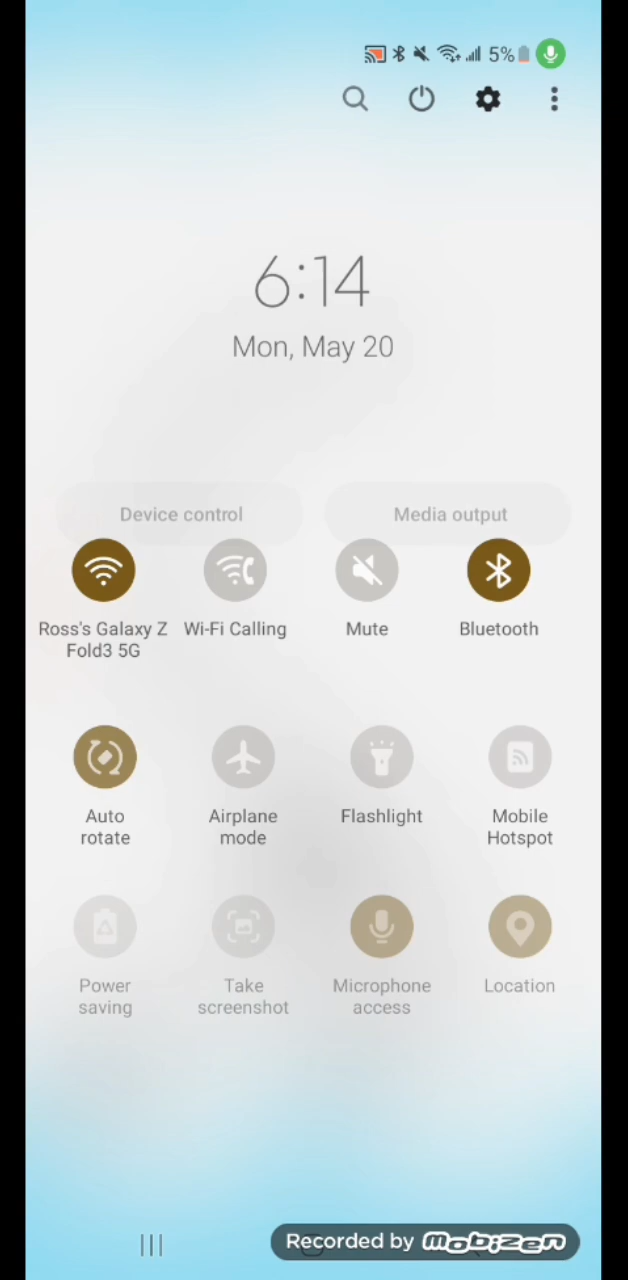 5%
6:14
Mon, May 20
Device control
Media output
Ross's Galaxy Z
Fold3 5G
Wi-Fi Calling
Mute
Bluetooth
Auto
rotate
Airplane
mode
Flashlight
Mobile
Hotspot
Power
saving
Take
screenshot
Microphone
access
Location
Recorded by mobizen